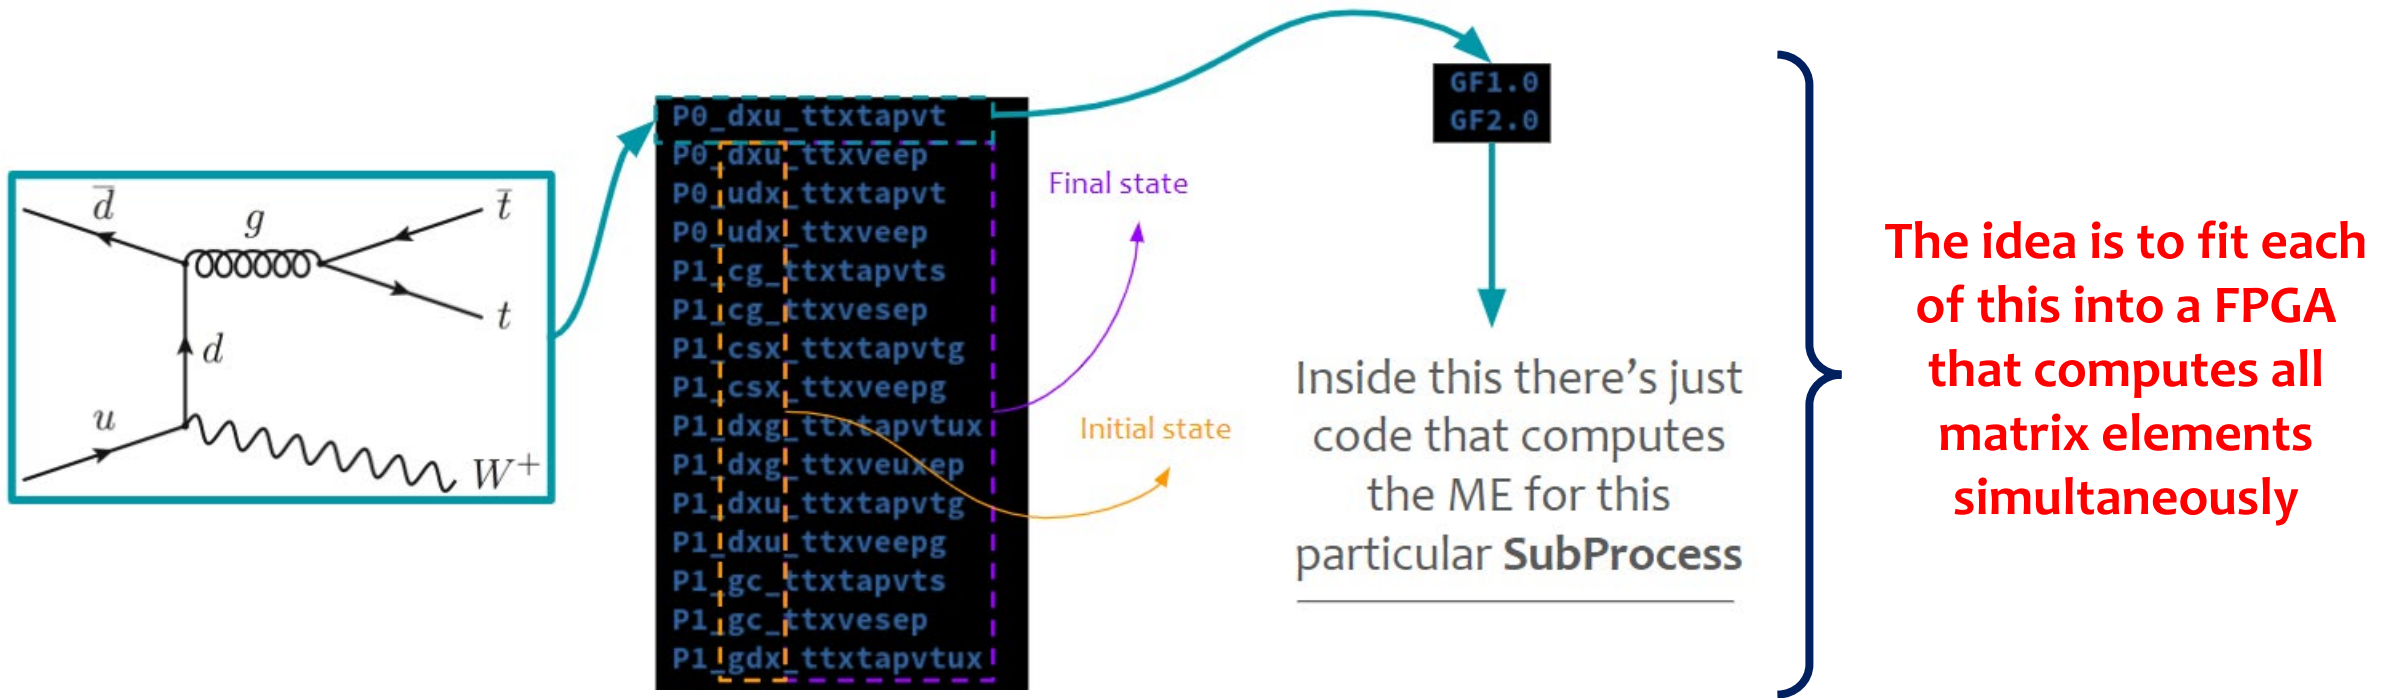 d̅
g
t̅
t
d
u
W⁺
P0_dxu_ttxtapvt
P0_dxu_ttxveep
P0_udx_ttxtapvt
P0_udx_ttxveep
P1_cg_ttxtapvts
P1_cg_ttxvesep
P1_csx_ttxtapvtg
P1_csx_ttxveepg
P1_dxg_ttxtapvtux
P1_dxg_ttxveuxep
P1_dxu_ttxtapvtg
P1_dxu_ttxveepg
P1_gc_ttxtapvts
P1_gc_ttxvesep
P1_gdx_ttxtapvtux
Final state
Initial state
GF1.0
GF2.0
Inside this there’s just
code that computes
the ME for this
particular SubProcess
The idea is to fit each
of this into a FPGA
that computes all
matrix elements
simultaneously